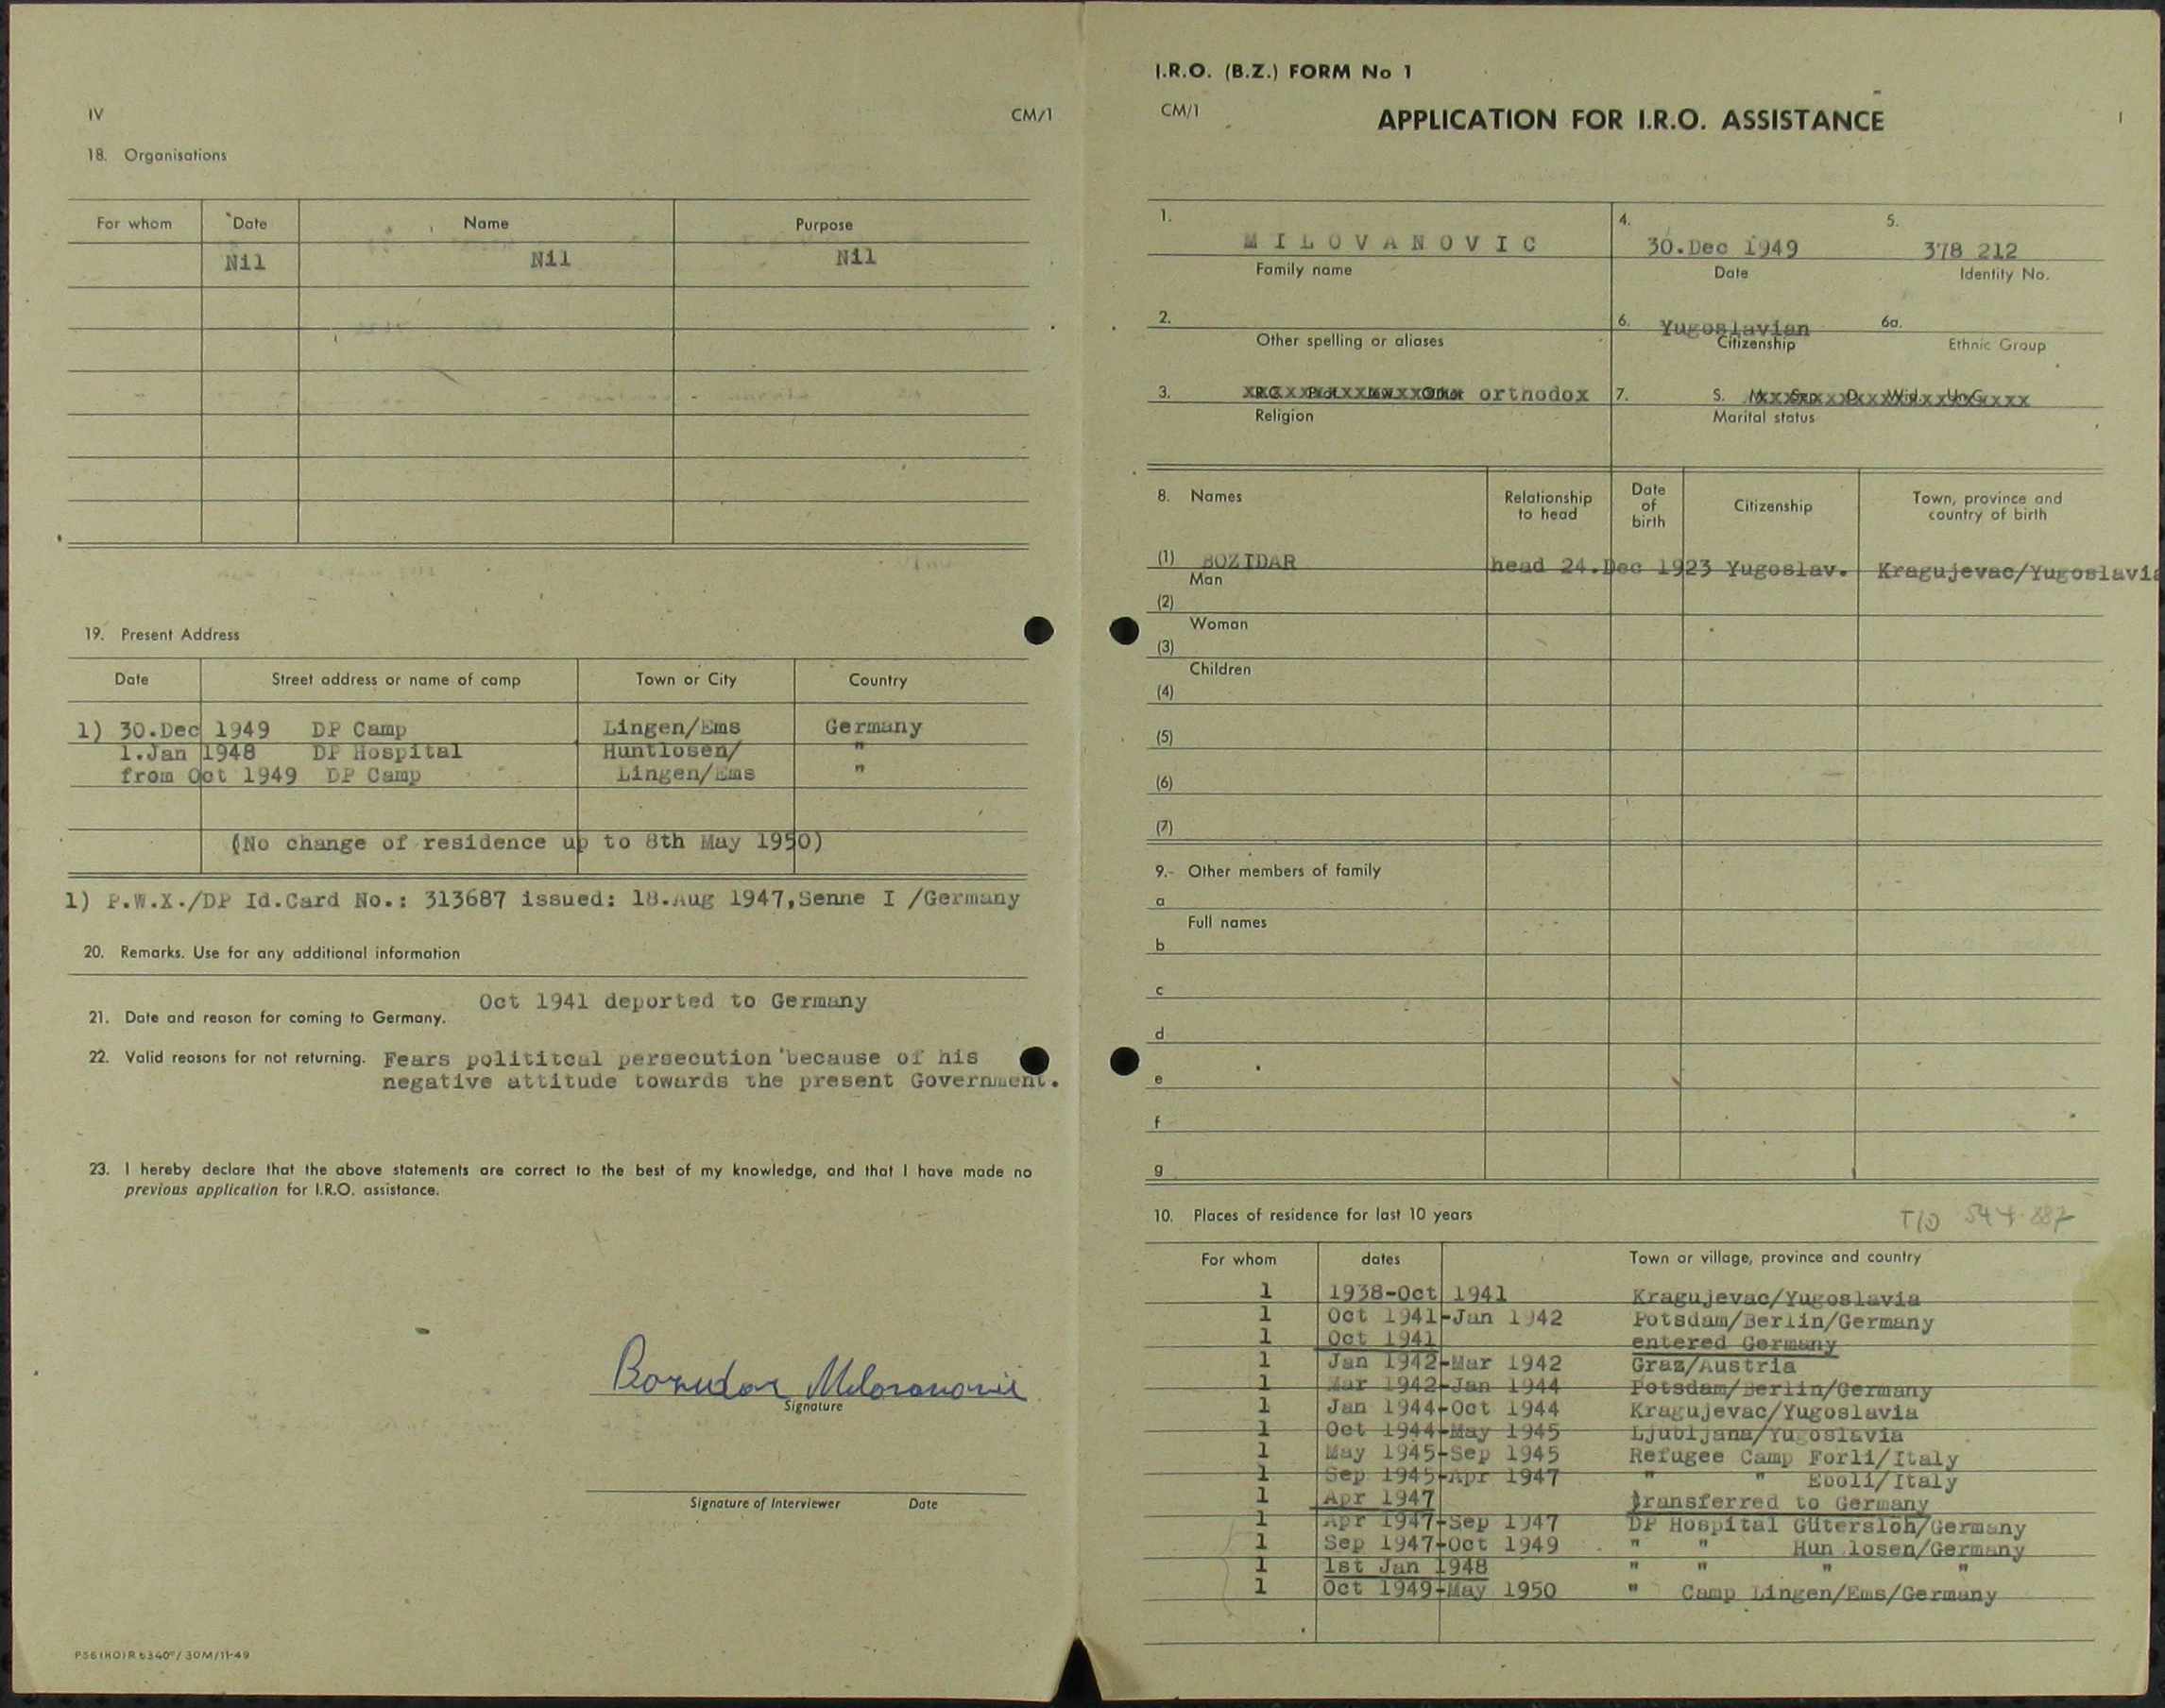 IV
CM/1
18. Organisations
For whom Date Name Purpose
Nil Nil Nil
19. Present Address
Date Street address or name of camp Town or City Country
1) 30.Dec 1949 DP Camp Lingen/Ems Germany
1.Jan 1948 DP Hospital Huntlosen/ "
from Oct 1949 DP Camp Lingen/Ems "
(No change of residence up to 8th May 1950)
1) P.W.X./DP Id.Card No.: 313687 issued: 18.Aug 1947,Senne I /Germany
20. Remarks. Use for any additional information
Oct 1941 deported to Germany
21. Date and reason for coming to Germany.
22. Valid reasons for not returning. Fears polititcal persecution because of his
negative attitude towards the present Government.
23. I hereby declare that the above statements are correct to the best of my knowledge, and that I have made no
previous application for I.R.O. assistance.
Signature
Signature of Interviewer Date
I.R.O. (B.Z.) FORM No 1
CM/1
APPLICATION FOR I.R.O. ASSISTANCE
I
1. MILOVANOVIC
Family name
4. 30.Dec 1949
Date
5. 378 212
Identity No.
2.
Other spelling or aliases
6. Yugoslavian
Citizenship
6a.
Ethnic Group
3. orthodox
Religion
7. S. M. Sep. D. Wid.
Marital status
8. Names Relationship to head Date of birth Citizenship Town, province and country of birth
(1) BOZIDAR head 24.Dec 1923 Yugoslav. Kragujevac/Yugoslavia
Man
(2)
Woman
(3)
Children
(4)
(5)
(6)
(7)
9. Other members of family
a
Full names
b
c
d
e
f
g
10. Places of residence for last 10 years
T/D
For whom dates Town or village, province and country
1 1938-Oct 1941 Kragujevac/Yugoslavia
1 Oct 1941-Jan 1942 Potsdam/Berlin/Germany
1 Oct 1941 entered Germany
1 Jan 1942-Mar 1942 Graz/Austria
1 Mar 1942-Jan 1944 Potsdam/Berlin/Germany
1 Jan 1944-Oct 1944 Kragujevac/Yugoslavia
1 Oct 1944-May 1945 Ljubljana/Yugoslavia
1 May 1945-Sep 1945 Refugee Camp Forli/Italy
1 Sep 1945-Apr 1947 " " Eboli/Italy
1 Apr 1947 transferred to Germany
1 Apr 1947-Sep 1947 DP Hospital Gütersloh/Germany
1 Sep 1947-Oct 1949 " " Hun losen/Germany
1 1st Jan 1948 " " " "
1 Oct 1949-May 1950 " Camp Lingen/Ems/Germany